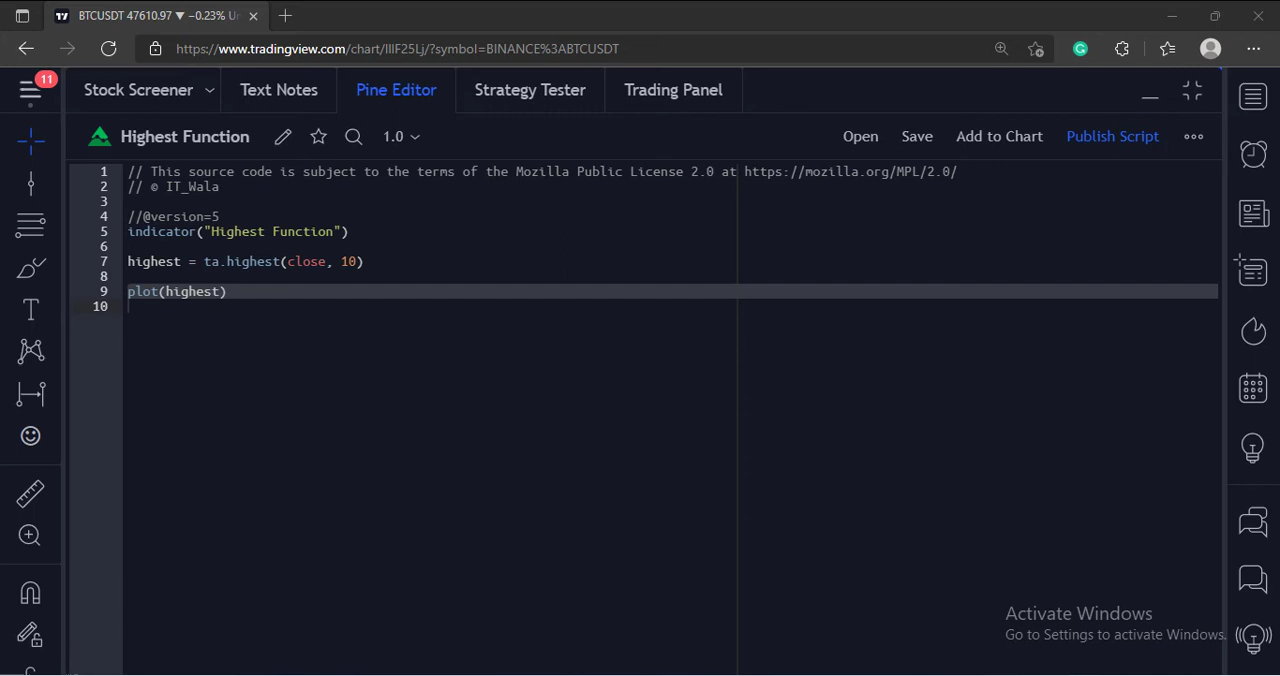 BTCUSDT 47610.97 ▼ −0.23% Un
https://www.tradingview.com/chart/IIIF25Lj/?symbol=BINANCE%3ABTCUSDT
11
Stock Screener Text Notes Pine Editor Strategy Tester Trading Panel
Highest Function 1.0 Open Save Add to Chart Publish Script
1 // This source code is subject to the terms of the Mozilla Public License 2.0 at https://mozilla.org/MPL/2.0/
2 // © IT_Wala
3
4 //@version=5
5 indicator("Highest Function")
6
7 highest = ta.highest(close, 10)
8
9 plot(highest)
10
Activate Windows
Go to Settings to activate Windows.